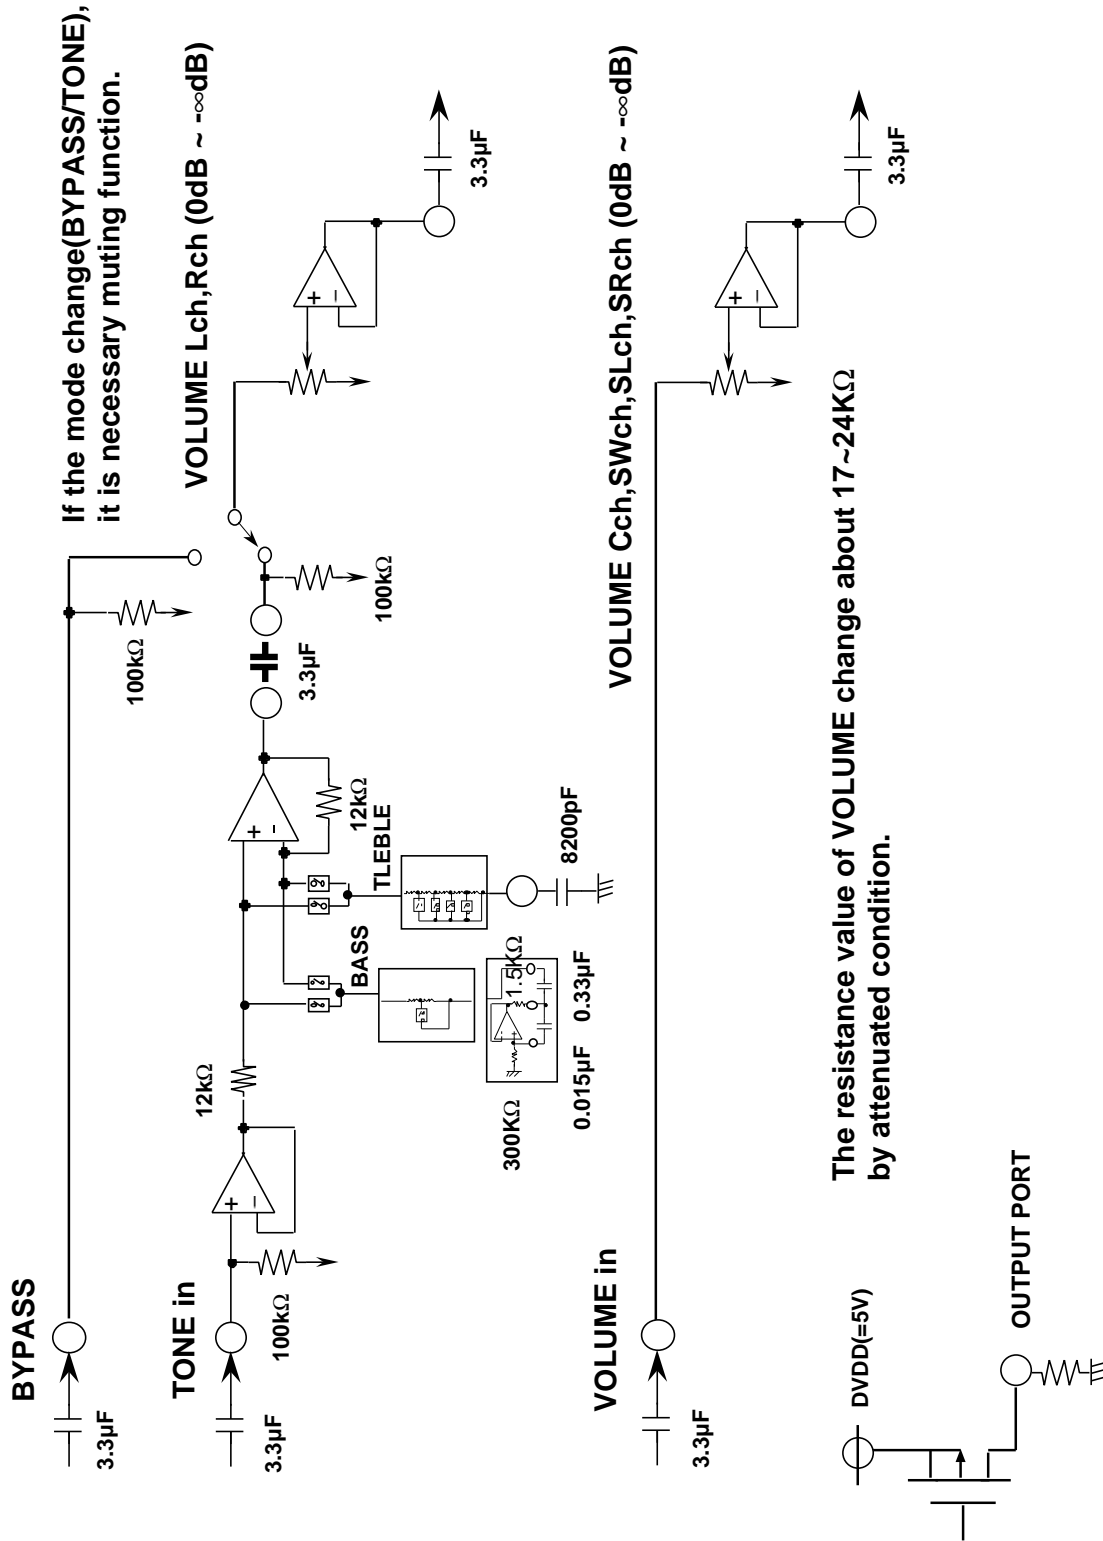 If the mode change(BYPASS/TONE),
it is necessary muting function.
BYPASS
3.3µF
100kΩ
VOLUME Lch,Rch (0dB ~ -∞dB)
TONE in
3.3µF
100kΩ
+
−
12kΩ
BASS
TLEBLE
+
−
12kΩ
3.3µF
100kΩ
+
−
3.3µF
300KΩ
1.5KΩ
0.015µF
0.33µF
8200pF
VOLUME Cch,SWch,SLch,SRch (0dB ~ -∞dB)
VOLUME in
3.3µF
+
−
3.3µF
The resistance value of VOLUME change about 17~24KΩ
by attenuated condition.
DVDD(=5V)
OUTPUT PORT